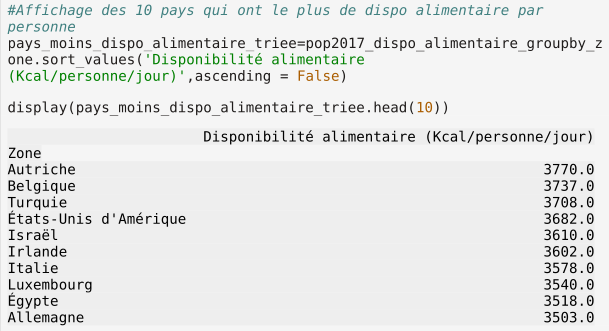 #Affichage des 10 pays qui ont le plus de dispo alimentaire par
personne
pays_moins_dispo_alimentaire_triee=pop2017_dispo_alimentaire_groupby_z
one.sort_values('Disponibilité alimentaire
(Kcal/personne/jour)',ascending = False)
display(pays_moins_dispo_alimentaire_triee.head(10))
Disponibilité alimentaire (Kcal/personne/jour)
Zone
Autriche 3770.0
Belgique 3737.0
Turquie 3708.0
États-Unis d'Amérique 3682.0
Israël 3610.0
Irlande 3602.0
Italie 3578.0
Luxembourg 3540.0
Égypte 3518.0
Allemagne 3503.0